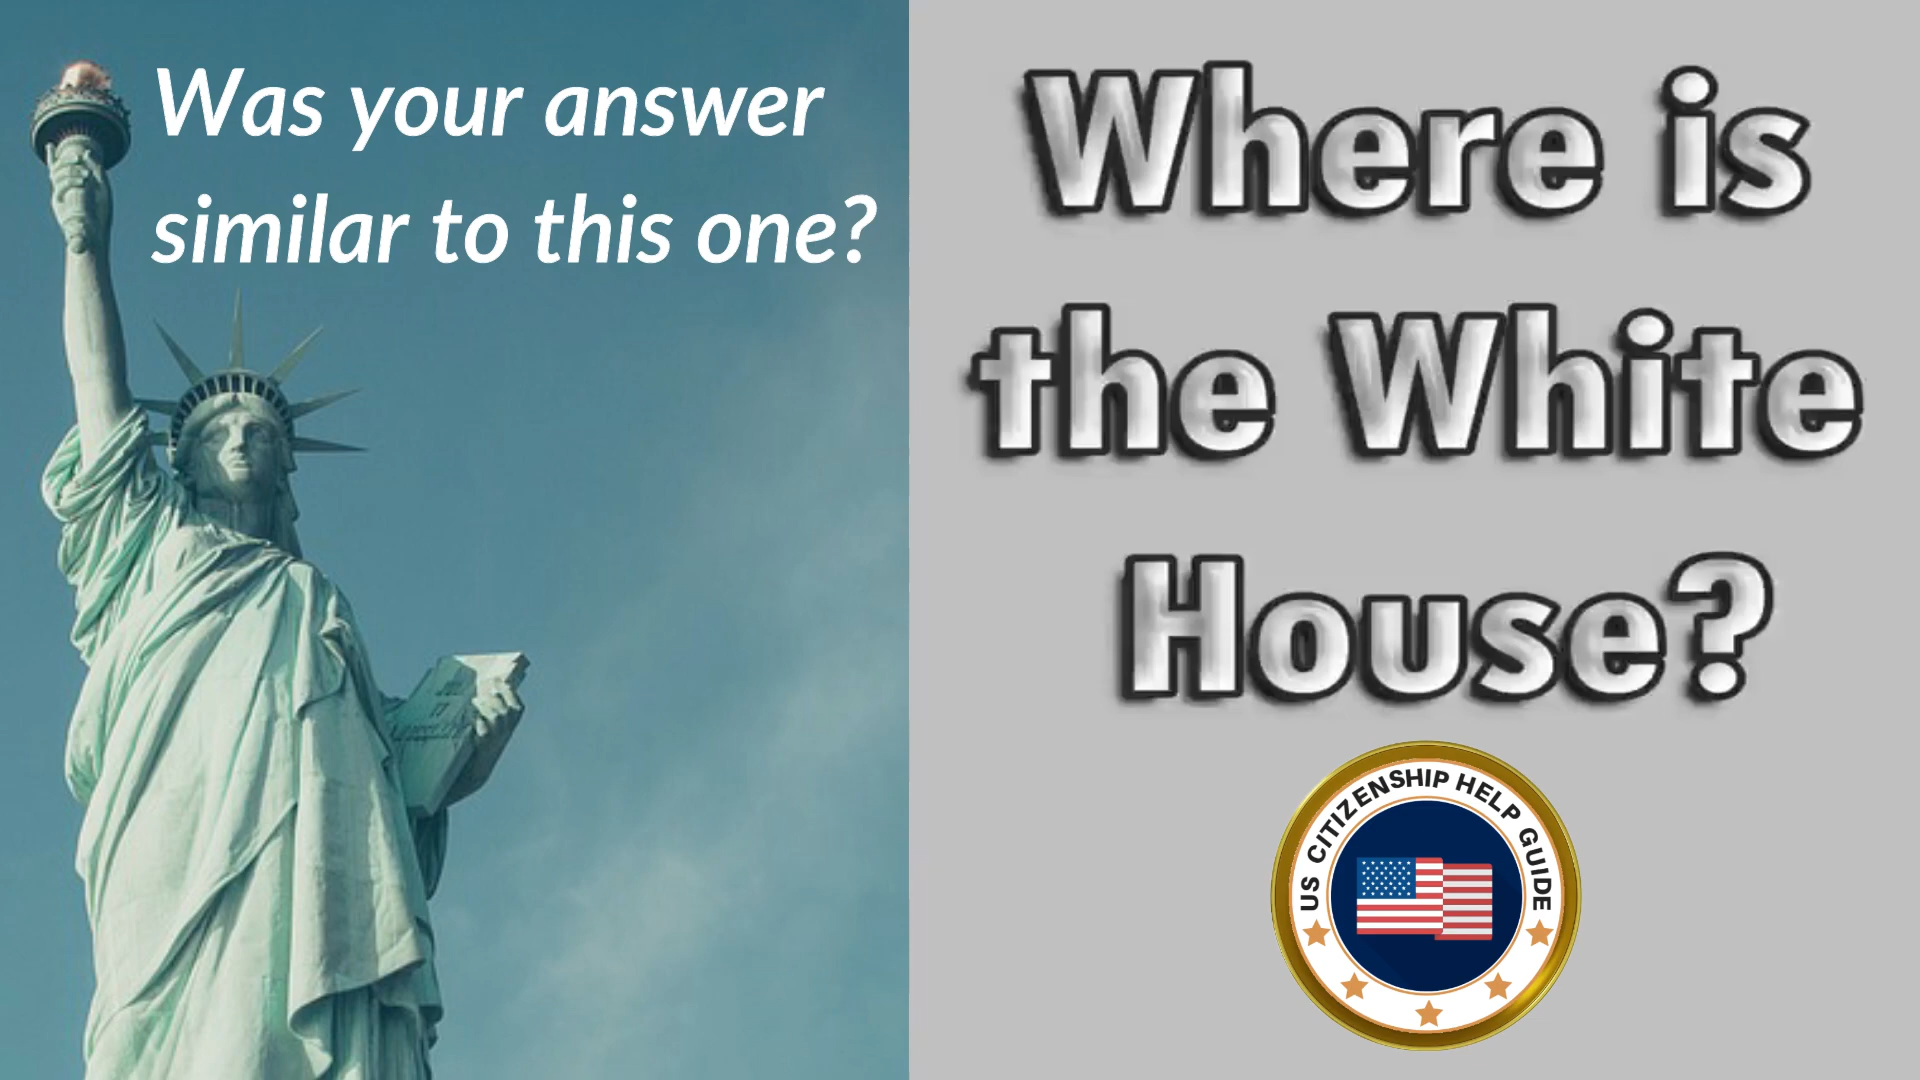 Was your answer
similar to this one?
Where is
the White
House?
US CITIZENSHIP HELP GUIDE